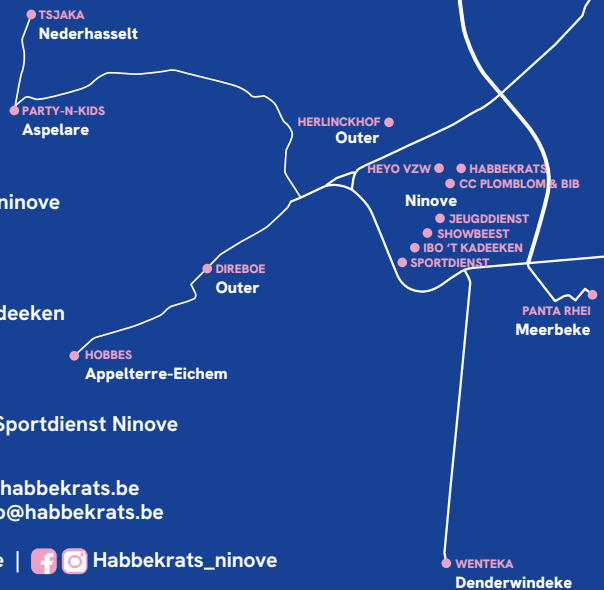 TSJAKA
Nederhasselt
PARTY-N-KIDS
Aspelare
HERLINCKHOF
Outer
HEYO VZW
HABBEKRATS
CC PLOMBLOM & BIB
Ninove
JEUGDDIENST
SHOWBEEST
IBO ‘T KADEEKEN
SPORTDIENST
ninove
DIREBOE
Outer
PANTA RHEI
Meerbeke
deeken
HOBBES
Appelterre-Eichem
Sportdienst Ninove
habbekrats.be
o@habbekrats.be
e | Habbekrats_ninove
WENTEKA
Denderwindeke